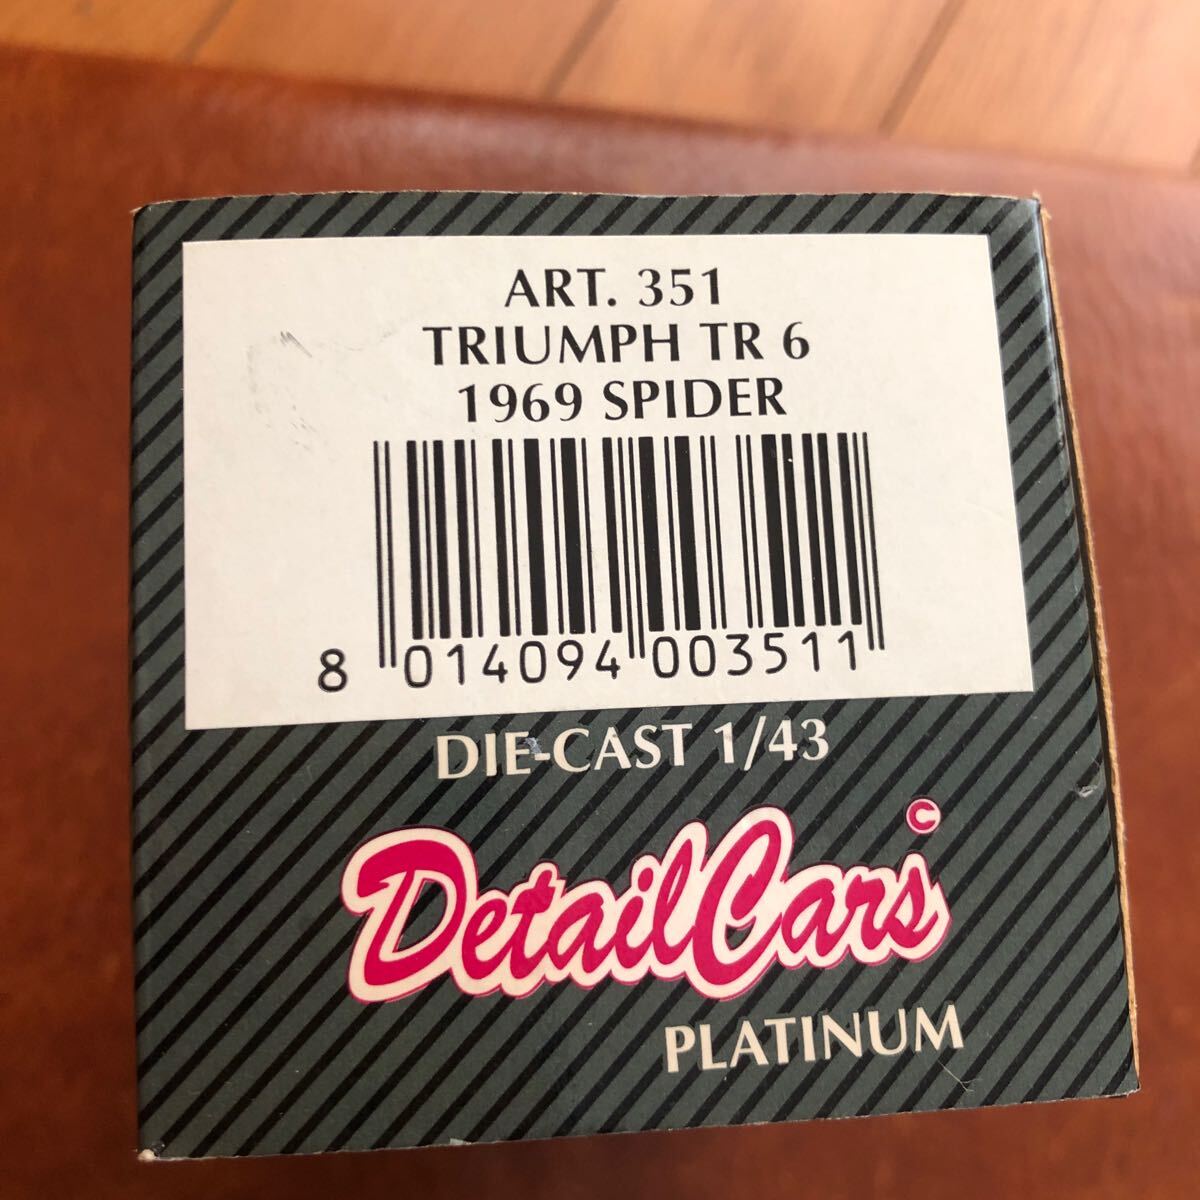 ART. 351
TRIUMPH TR 6
1969 SPIDER
8 014094 003511
DIE-CAST 1/43
DetailCars ©
PLATINUM